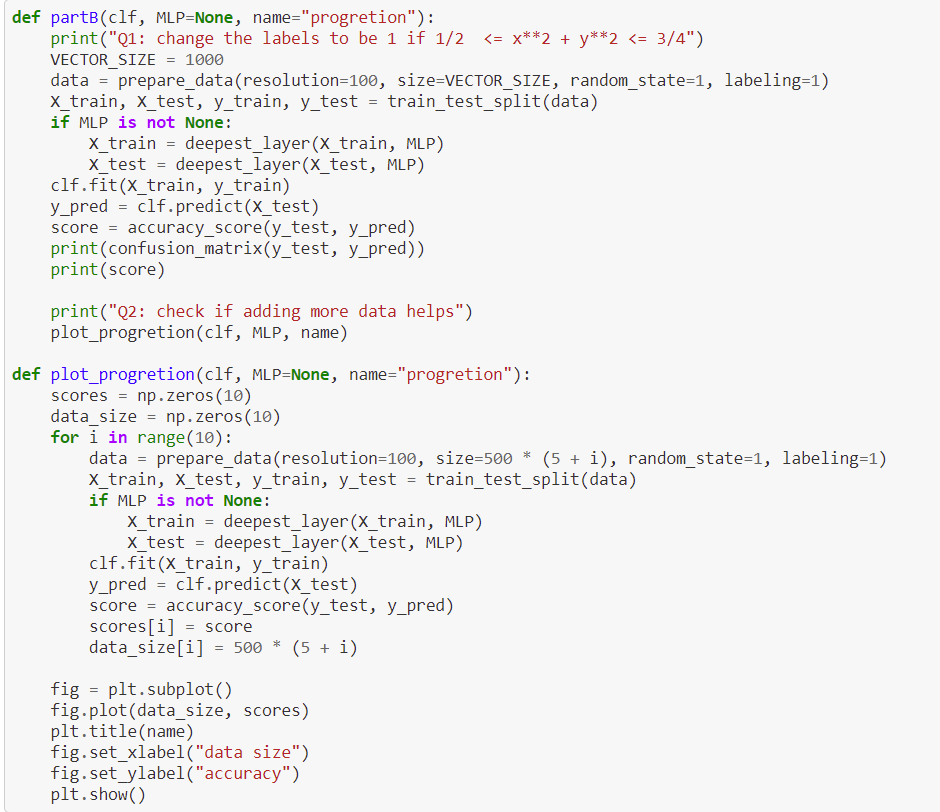 def partB(clf, MLP=None, name="progretion"):
    print("Q1: change the labels to be 1 if 1/2  <= x**2 + y**2 <= 3/4")
    VECTOR_SIZE = 1000
    data = prepare_data(resolution=100, size=VECTOR_SIZE, random_state=1, labeling=1)
    X_train, X_test, y_train, y_test = train_test_split(data)
    if MLP is not None:
        X_train = deepest_layer(X_train, MLP)
        X_test = deepest_layer(X_test, MLP)
    clf.fit(X_train, y_train)
    y_pred = clf.predict(X_test)
    score = accuracy_score(y_test, y_pred)
    print(confusion_matrix(y_test, y_pred))
    print(score)

    print("Q2: check if adding more data helps")
    plot_progretion(clf, MLP, name)

def plot_progretion(clf, MLP=None, name="progretion"):
    scores = np.zeros(10)
    data_size = np.zeros(10)
    for i in range(10):
        data = prepare_data(resolution=100, size=500 * (5 + i), random_state=1, labeling=1)
        X_train, X_test, y_train, y_test = train_test_split(data)
        if MLP is not None:
            X_train = deepest_layer(X_train, MLP)
            X_test = deepest_layer(X_test, MLP)
        clf.fit(X_train, y_train)
        y_pred = clf.predict(X_test)
        score = accuracy_score(y_test, y_pred)
        scores[i] = score
        data_size[i] = 500 * (5 + i)

    fig = plt.subplot()
    fig.plot(data_size, scores)
    plt.title(name)
    fig.set_xlabel("data size")
    fig.set_ylabel("accuracy")
    plt.show()